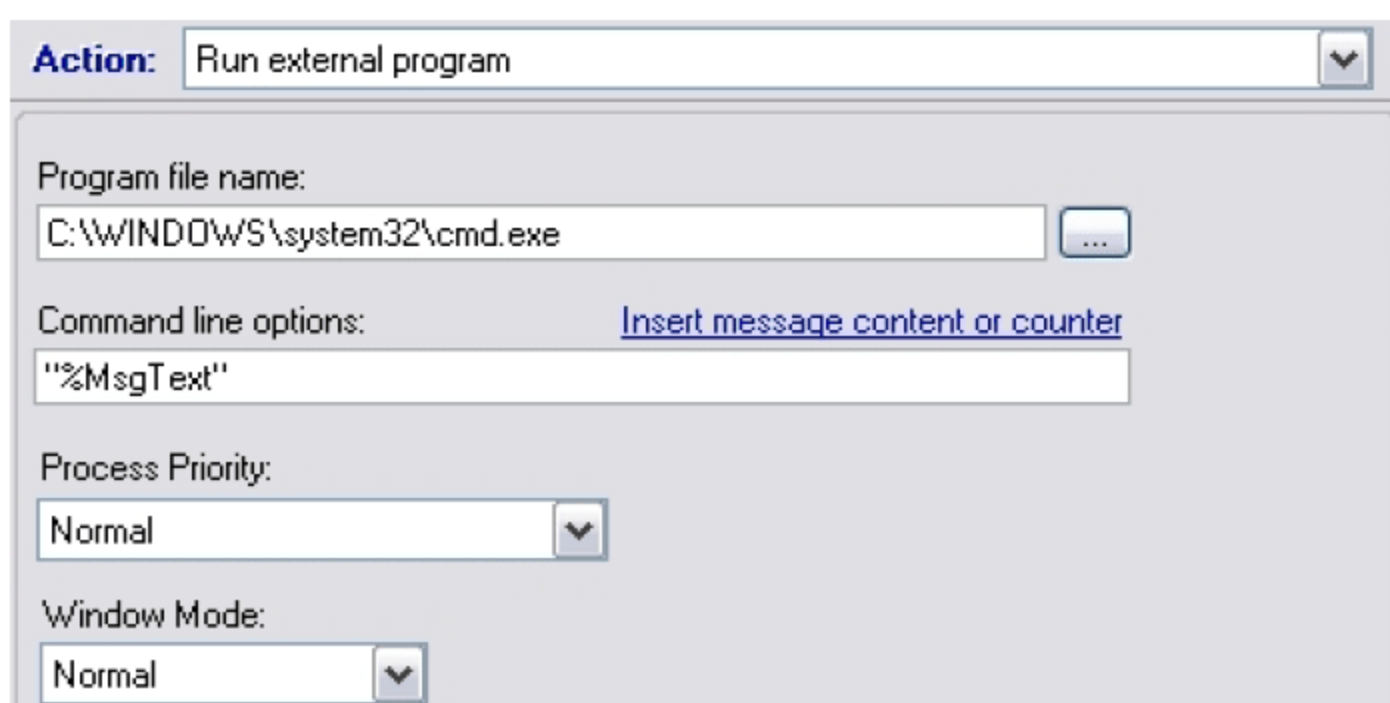 Action: Run external program
Program file name:
C:\WINDOWS\system32\cmd.exe ...
Command line options: Insert message content or counter
"%MsgText"
Process Priority:
Normal
Window Mode:
Normal